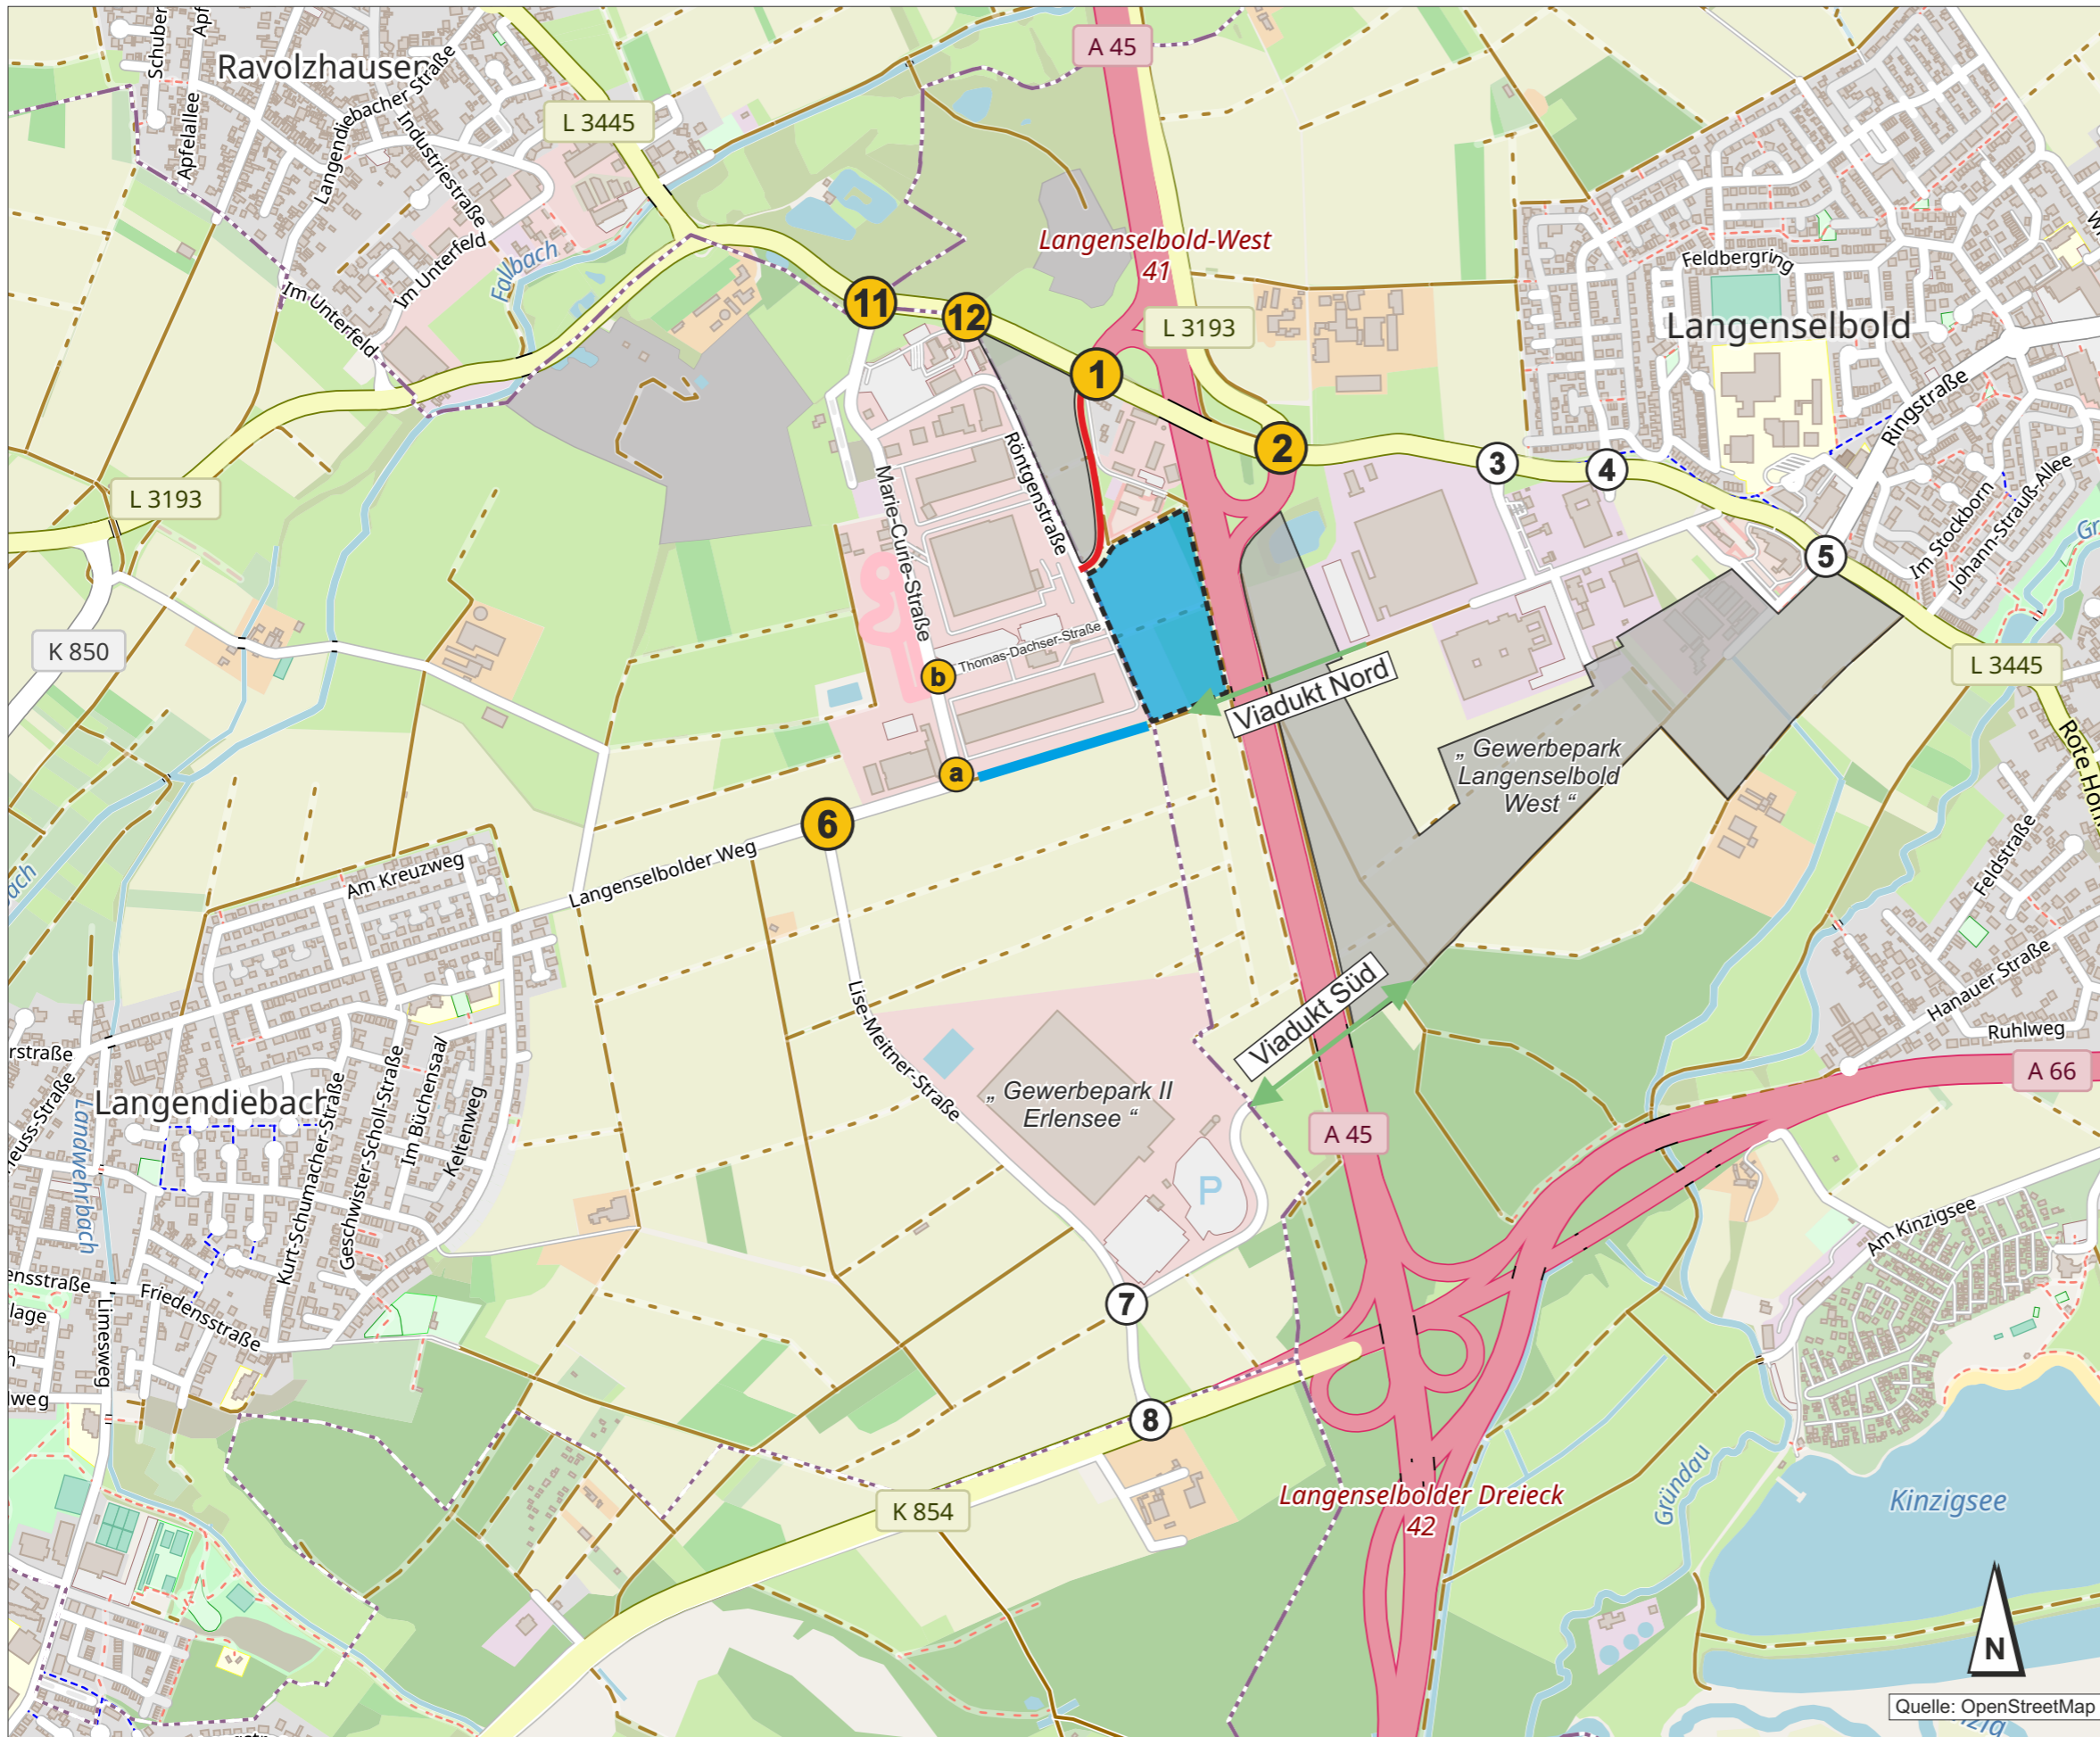 A 45
Ravolzhausen
Langendiebacher Straße
Apfelallee
Industriestraße
L 3445
Im Unterfeld
Im Unterfeld
Fallbach
Langenselbold-West
41
L 3193
Feldbergring
Langenselbold
11
12
1
2
3
4
5
Ringstraße
Im Stockborn
Johann-Strauß-Allee
L 3193
K 850
Marie-Curie-Straße
Röntgenstraße
Thomas-Dachser-Straße
b
a
6
Viadukt Nord
L 3445
„ Gewerbepark
Langenselbold
West “
Feldstraße
Hanauer Straße
Ruhlweg
Am Kreuzweg
Langenselbolder Weg
Lise-Meitner-Straße
Viadukt Süd
A 66
„ Gewerbepark II
Erlensee “
A 45
P
Langendiebach
Landwehrbach
Kurt-Schumacher-Straße
Geschwister-Scholl-Straße
Im Büchensaal
Keltenweg
Friedensstraße
Limesweg
Am Kinzigsee
7
8
K 854
Langenselbolder Dreieck
42
Gründau
Kinzigsee
N
Quelle: OpenStreetMap